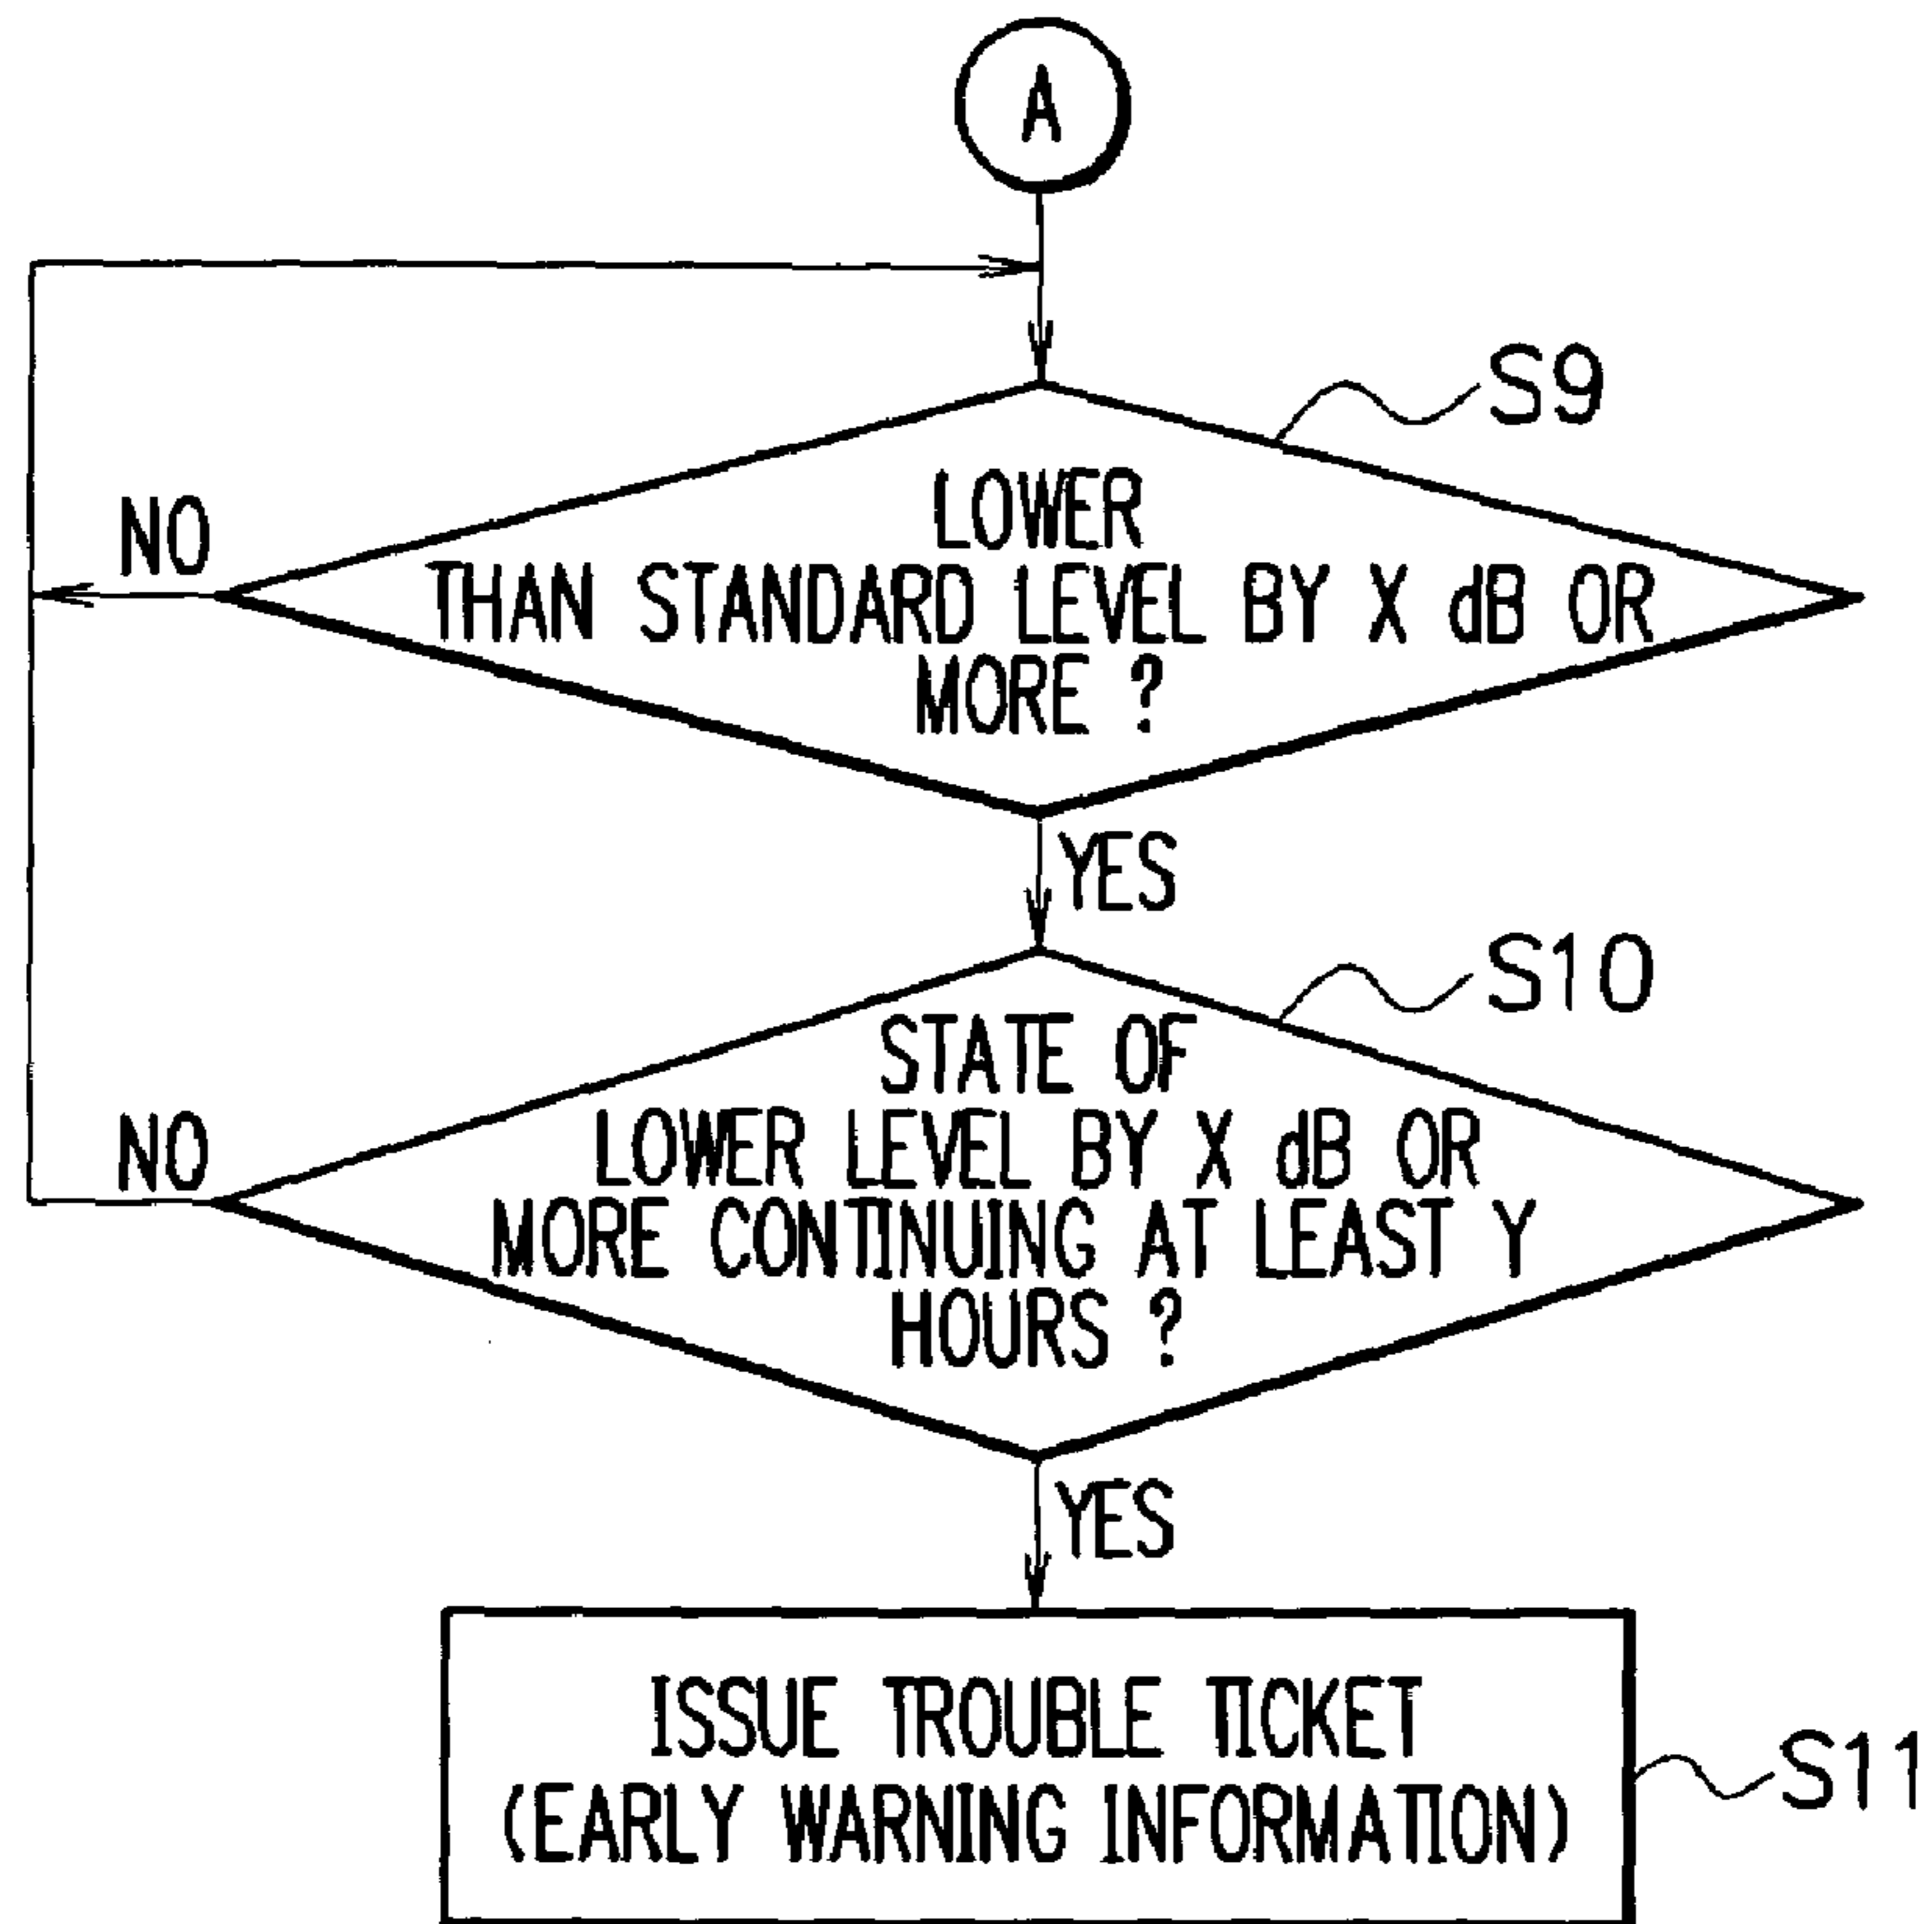 A
S9
LOWER
THAN STANDARD LEVEL BY X dB OR
MORE ?
NO
YES
S10
STATE OF
LOWER LEVEL BY X dB OR
MORE CONTINUING AT LEAST Y
HOURS ?
NO
YES
ISSUE TROUBLE TICKET
(EARLY WARNING INFORMATION)
S11